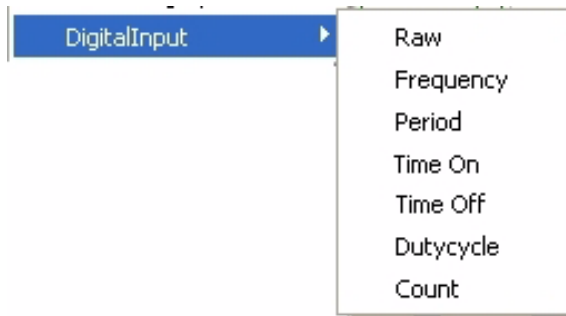 DigitalInput
Raw
Frequency
Period
Time On
Time Off
Dutycycle
Count